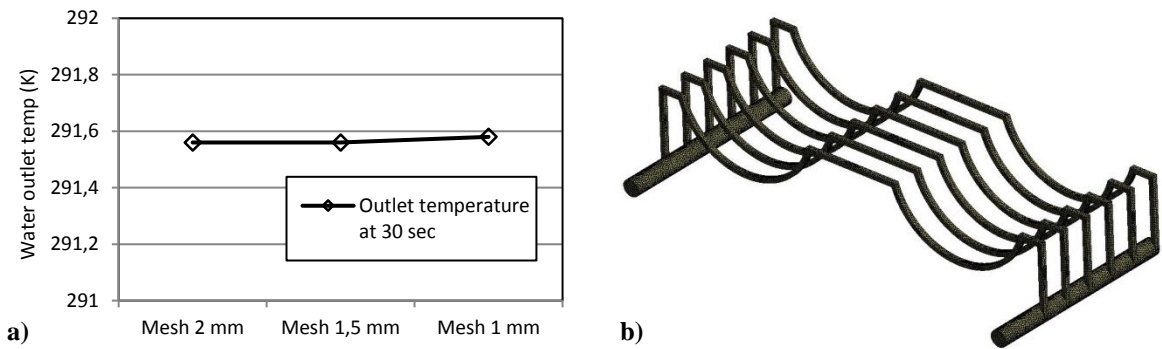 292
291,8
291,6
291,4
291,2
291
Water outlet temp (K)
Outlet temperature
at 30 sec
Mesh 2 mm
Mesh 1,5 mm
Mesh 1 mm
a)
b)